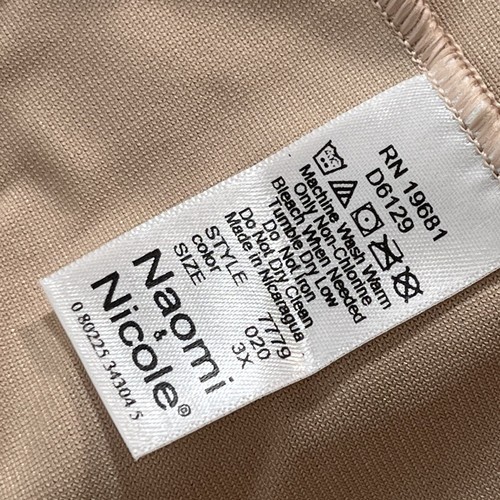 RN 19681
D6129
Machine Wash Warm
Only Non-Chlorine
Bleach When Needed
Tumble Dry Low
Do Not Iron
Do Not Dry Clean
Made in Nicaragua
STYLE 7779
color 020
SIZE 3X
Naomi
&
Nicole®
0 80225 34304 5